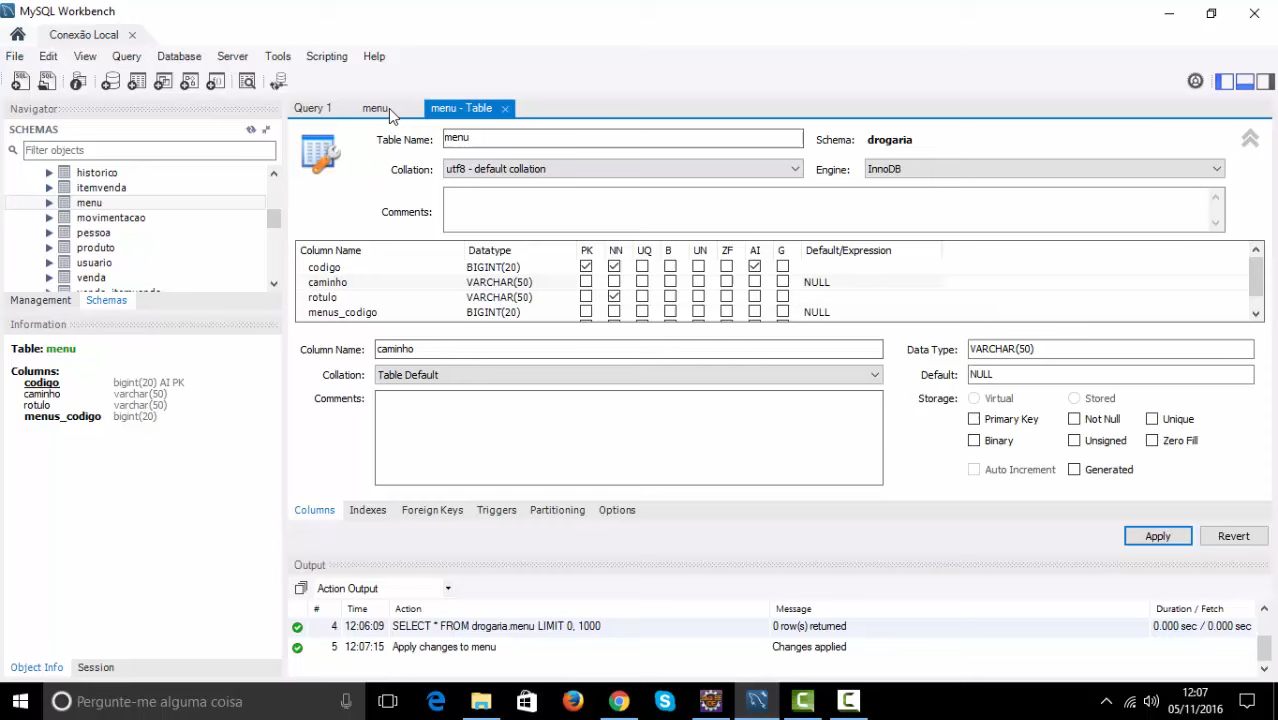 MySQL Workbench
Conexão Local
File Edit View Query Database Server Tools Scripting Help
Navigator
SCHEMAS
Filter objects
historico
itemvenda
menu
movimentacao
pessoa
produto
usuario
venda
Management Schemas
Information
Table: menu
Columns:
codigo bigint(20) AI PK
caminho varchar(50)
rotulo varchar(50)
menus_codigo bigint(20)
Object Info Session
Query 1 menu menu - Table
Table Name: menu Schema: drogaria
Collation: utf8 - default collation Engine: InnoDB
Comments:
Column Name Datatype PK NN UQ B UN ZF AI G Default/Expression
codigo BIGINT(20)
caminho VARCHAR(50) NULL
rotulo VARCHAR(50)
menus_codigo BIGINT(20) NULL
Column Name: caminho Data Type: VARCHAR(50)
Collation: Table Default Default: NULL
Comments: Storage: Virtual Stored
Primary Key Not Null Unique
Binary Unsigned Zero Fill
Auto Increment Generated
Columns Indexes Foreign Keys Triggers Partitioning Options
Apply Revert
Output
Action Output
# Time Action Message Duration / Fetch
4 12:06:09 SELECT * FROM drogaria.menu LIMIT 0, 1000 0 row(s) returned 0.000 sec / 0.000 sec
5 12:07:15 Apply changes to menu Changes applied
Pergunte-me alguma coisa
12:07
05/11/2016